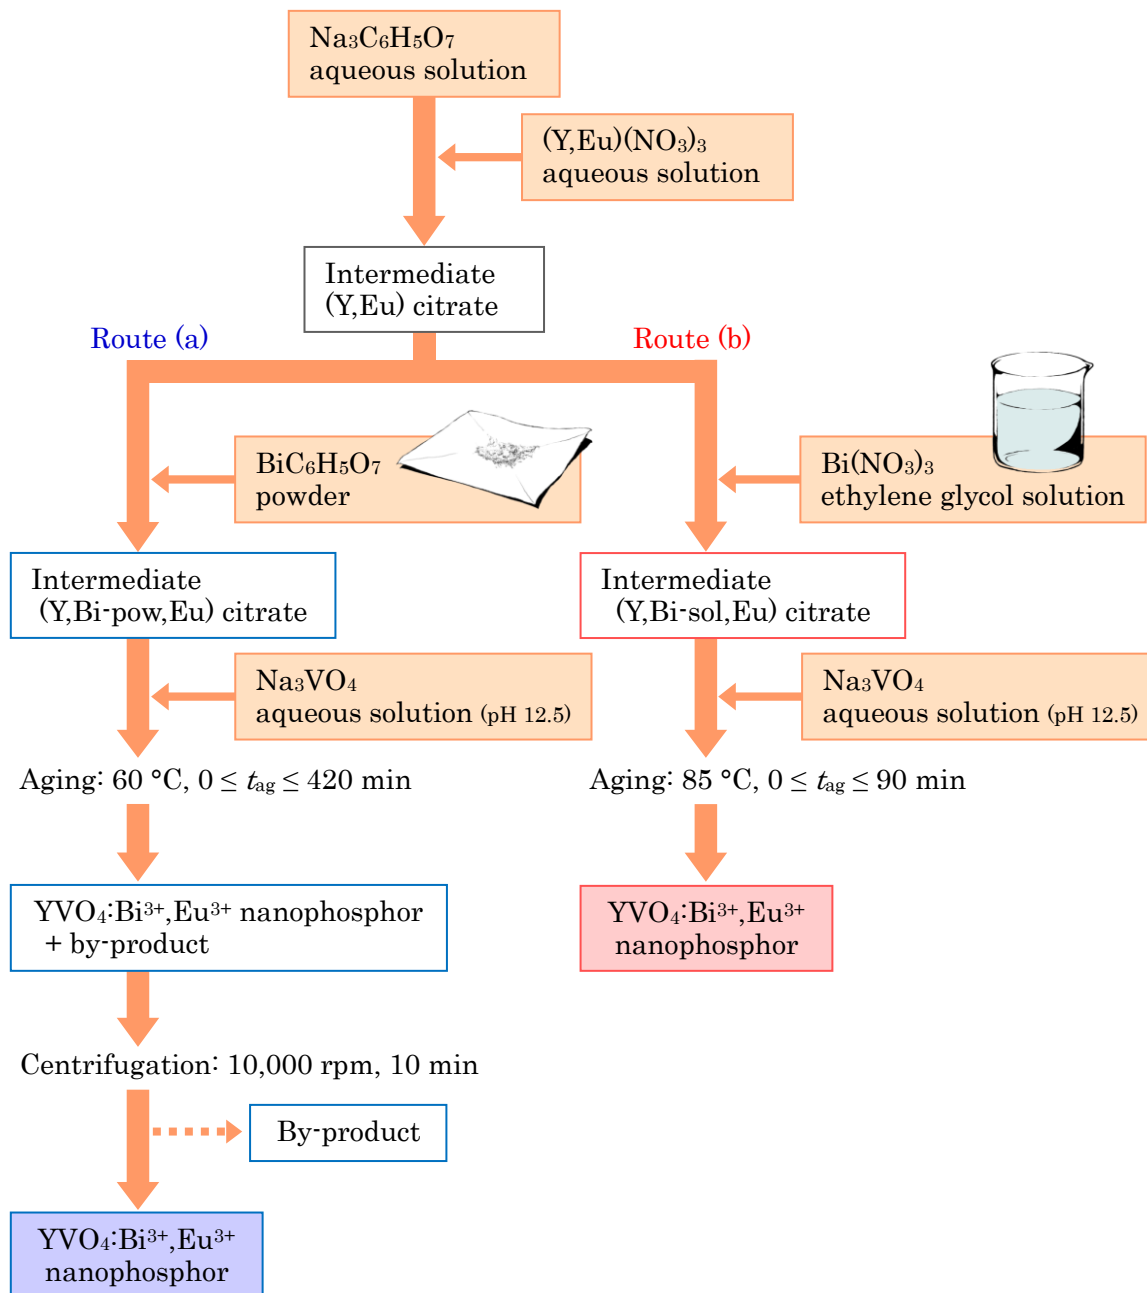 Na₃C₆H₅O₇
aqueous solution
(Y,Eu)(NO₃)₃
aqueous solution
Intermediate
(Y,Eu) citrate
Route (a)
Route (b)
BiC₆H₅O₇
powder
Bi(NO₃)₃
ethylene glycol solution
Intermediate
(Y,Bi-pow,Eu) citrate
Intermediate
(Y,Bi-sol,Eu) citrate
Na₃VO₄
aqueous solution (pH 12.5)
Na₃VO₄
aqueous solution (pH 12.5)
Aging: 60 °C, 0 ≤ tₐg ≤ 420 min
Aging: 85 °C, 0 ≤ tₐg ≤ 90 min
YVO₄:Bi³⁺,Eu³⁺ nanophosphor
+ by-product
YVO₄:Bi³⁺,Eu³⁺
nanophosphor
Centrifugation: 10,000 rpm, 10 min
By-product
YVO₄:Bi³⁺,Eu³⁺
nanophosphor